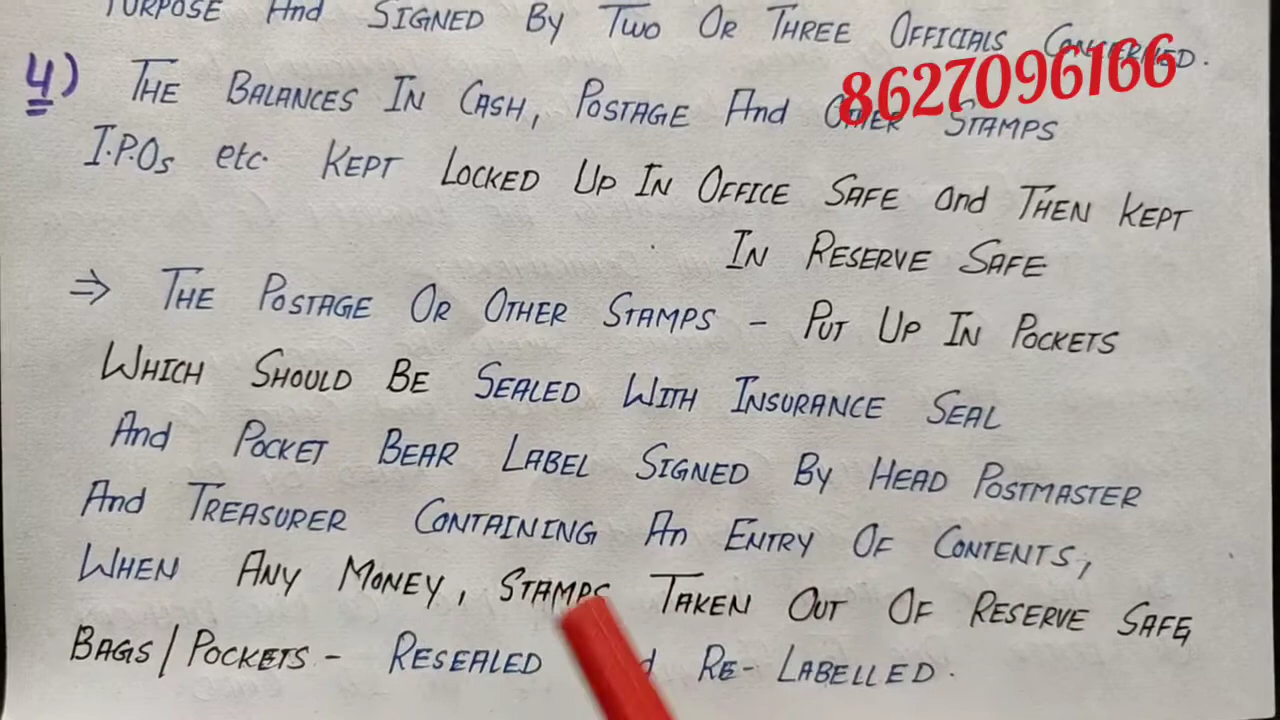 PURPOSE And SIGNED BY TWO OR THREE OFFICIALS CONCERNED.
8627096166
4) THE BALANCES IN CASH, POSTAGE And OTHER STAMPS
I.P.Os etc. KEPT LOCKED UP IN OFFICE SAFE and THEN KEPT
IN RESERVE SAFE
⇒ THE POSTAGE OR OTHER STAMPS - PUT UP IN POCKETS
WHICH SHOULD BE SEALED WITH INSURANCE SEAL
And POCKET BEAR LABEL SIGNED BY HEAD POSTMASTER
And TREASURER CONTAINING An ENTRY OF CONTENTS,
WHEN ANY MONEY, STAMPS TAKEN OUT OF RESERVE SAFE,
BAGS/POCKETS - RESEALED RE-LABELLED.